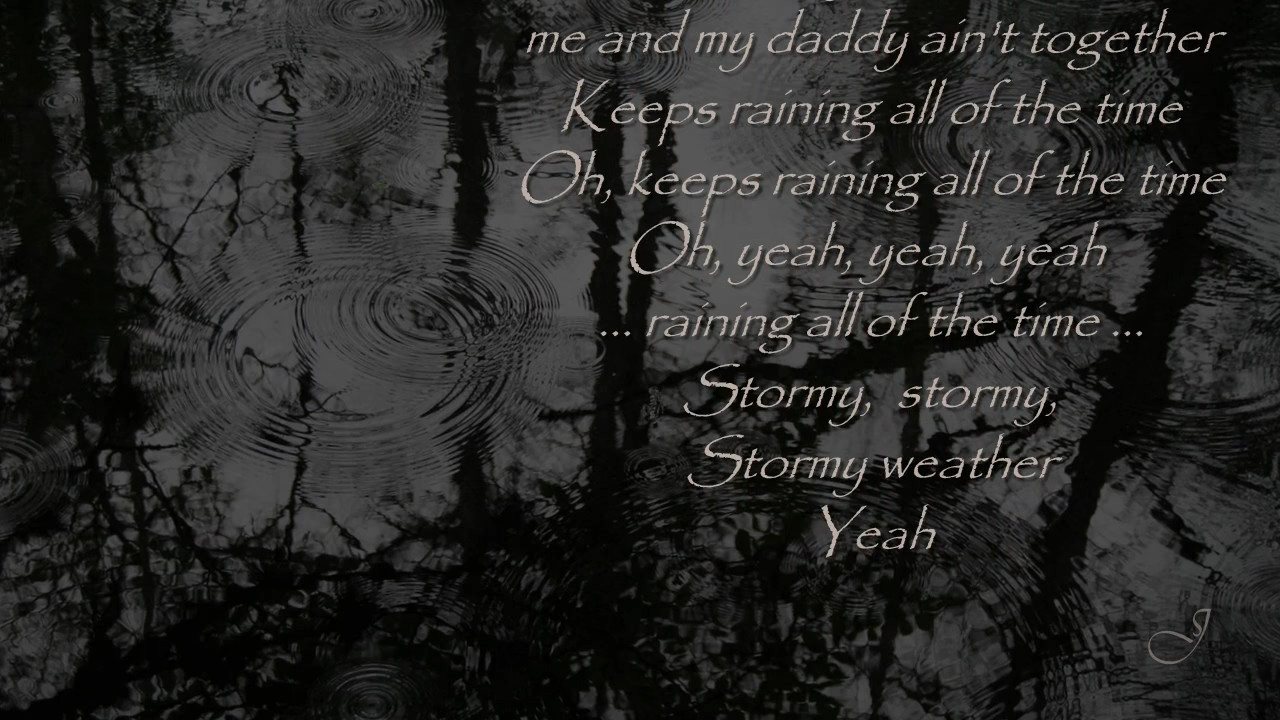 me and my daddy ain't together
Keeps raining all of the time
Oh, keeps raining all of the time
Oh, yeah, yeah, yeah
... raining all of the time ...
Stormy, stormy,
Stormy weather
Yeah
J